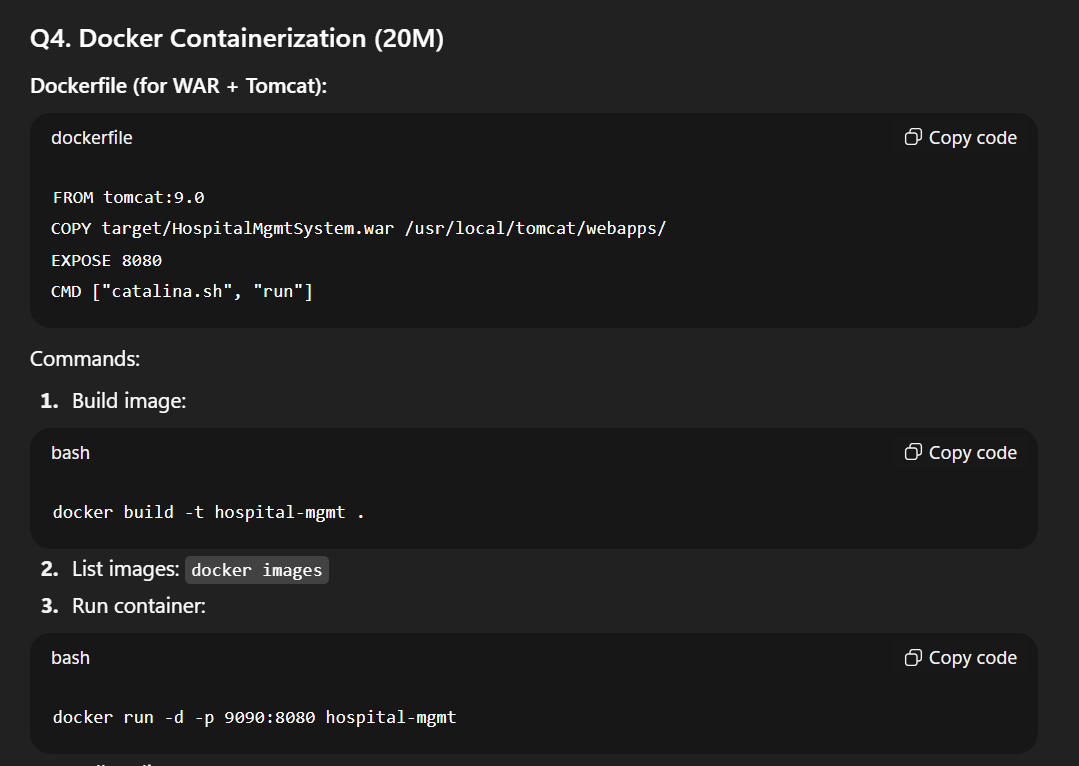 Q4. Docker Containerization (20M)
Dockerfile (for WAR + Tomcat):
dockerfile
Copy code
FROM tomcat:9.0
COPY target/HospitalMgmtSystem.war /usr/local/tomcat/webapps/
EXPOSE 8080
CMD ["catalina.sh", "run"]
Commands:
1. Build image:
bash
Copy code
docker build -t hospital-mgmt .
2. List images: docker images
3. Run container:
bash
Copy code
docker run -d -p 9090:8080 hospital-mgmt